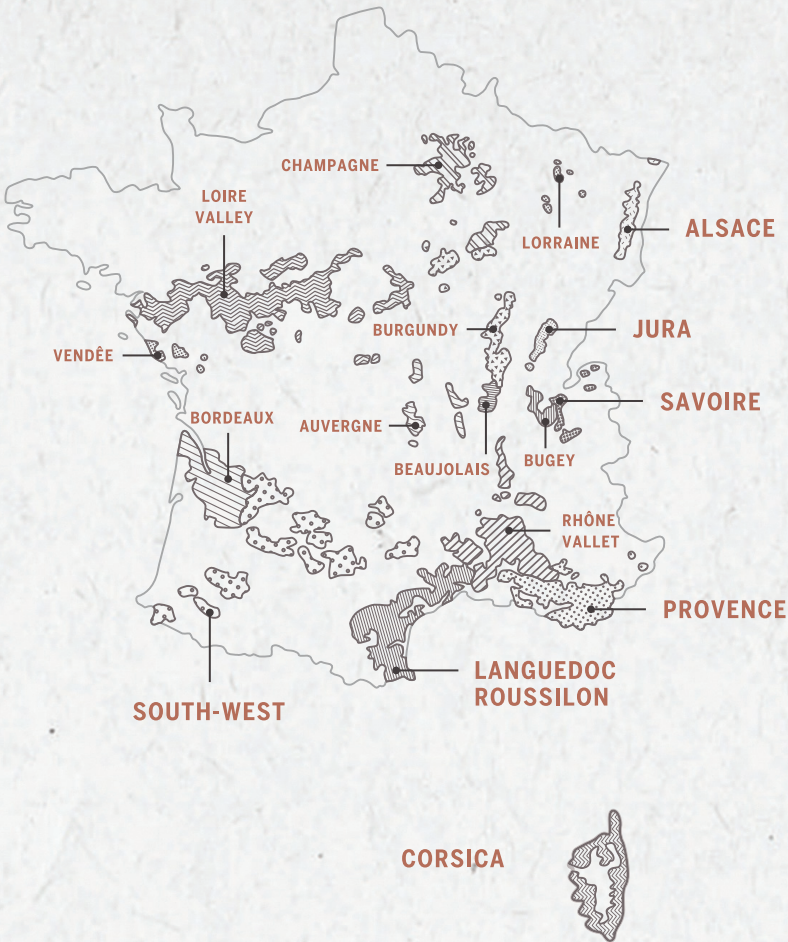 CHAMPAGNE
LOIRE
VALLEY
LORRAINE
ALSACE
BURGUNDY
JURA
VENDÊE
SAVOIRE
BORDEAUX
AUVERGNE
BEAUJOLAIS
BUGEY
RHÔNE
VALLET
PROVENCE
LANGUEDOC
ROUSSILON
SOUTH-WEST
CORSICA